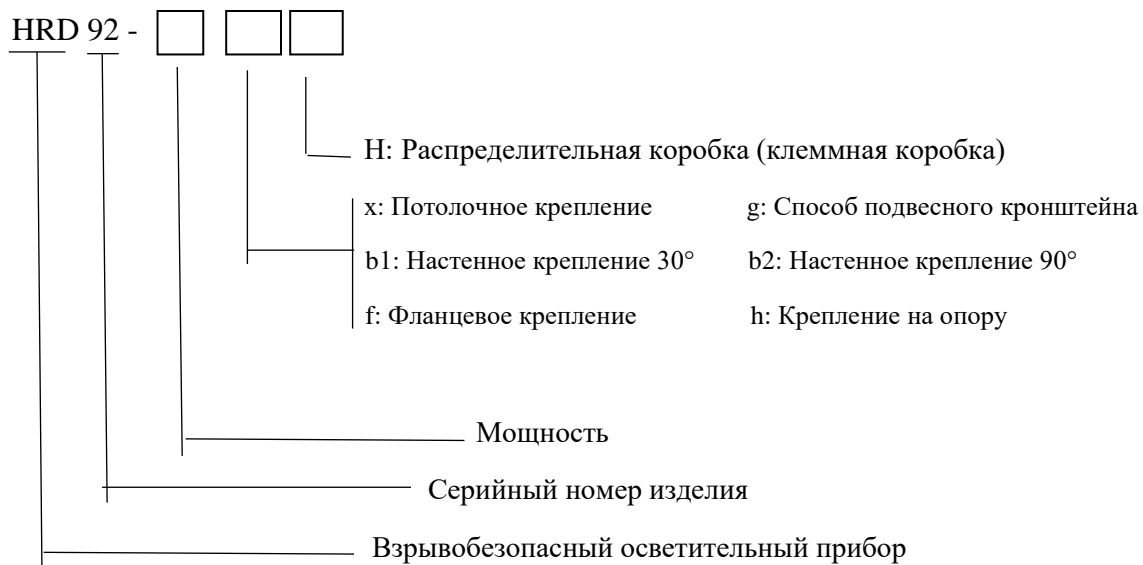 HRD 92 -
H: Распределительная коробка (клеммная коробка)
x: Потолочное крепление g: Способ подвесного кронштейна
b1: Настенное крепление 30° b2: Настенное крепление 90°
f: Фланцевое крепление h: Крепление на опору
Мощность
Серийный номер изделия
Взрывобезопасный осветительный прибор